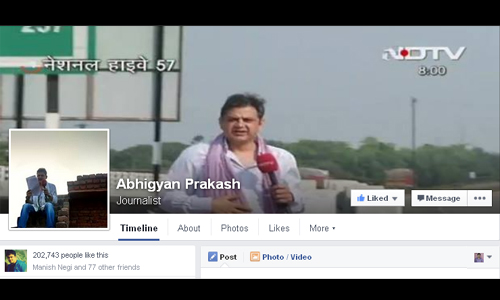 257
नेशनल हाइवे 57
NDTV
8:00
Abhigyan Prakash
Journalist
Liked
Message
Timeline About Photos Likes More
202,743 people like this
Manish Negi and 77 other friends
Post Photo / Video